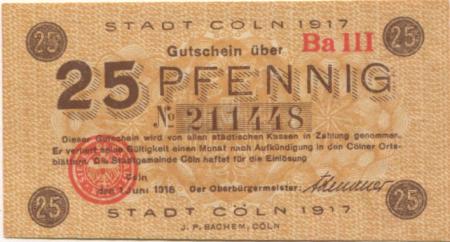 STADT CÖLN 1917
25
25
Gutschein über
Ba III
25 PFENNIG
№ 211448
Dieser Gutschein wird von allen städtischen Kassen in Zahlung genommen.
Er verliert seine Gültigkeit einen Monat nach Aufkündigung in den Cölner Orts-
blättern. Die Stadtgemeinde Cöln haftet für die Einlösung
Cöln
den 1 Juni 1918 Der Oberbürgermeister:
25
25
STADT CÖLN 1917
J. P. BACHEM, CÖLN